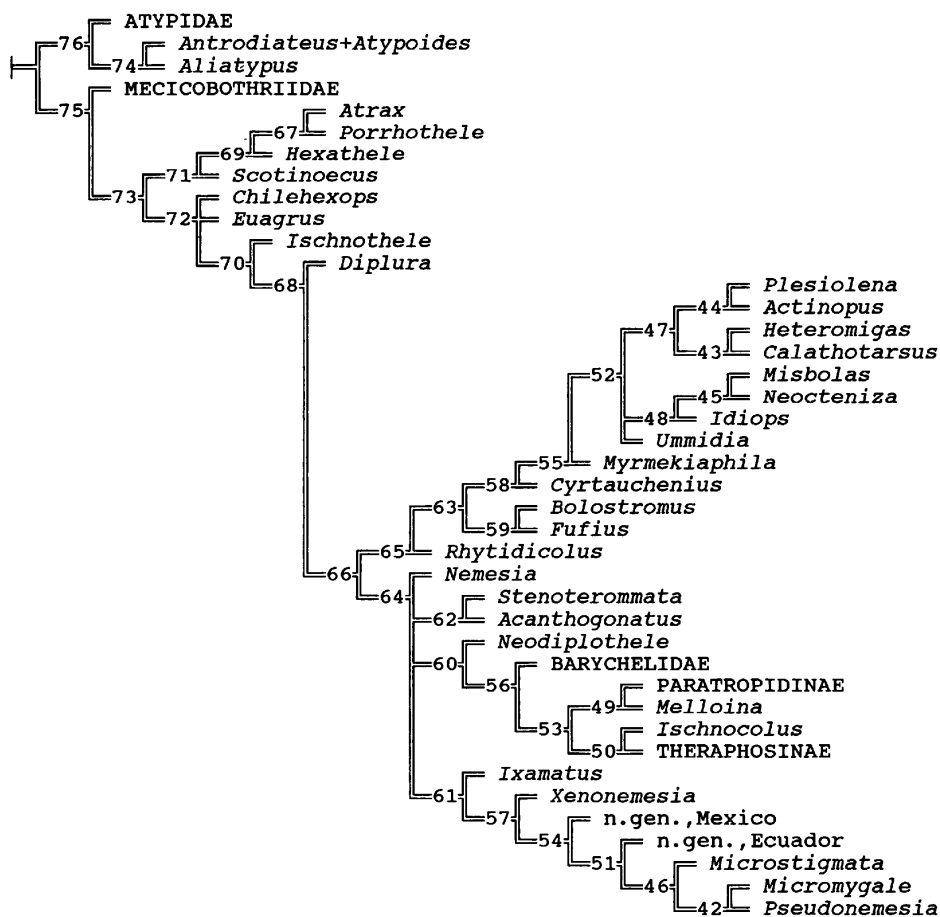 ATYPIDAE
76
Antrodiateus+Atypoides
74 Aliatypus
MECICOBOTHRIIDAE
75
Atrax
67 Porrhothele
69 Hexathele
71 Scotinoecus
73 Chilehexops
72 Euagrus
Ischnothele
70 Diplura
68
Plesiolena
44 Actinopus
47 Heteromigas
43 Calathotarsus
52 Misbolas
45 Neocteniza
48 Idiops
Ummidia
55 Myrmekiaphila
58 Cyrtauchenius
63 Bolostromus
59 Fufius
65 Rhytidicolus
66 Nemesia
64 Stenoterommata
62 Acanthogonatus
Neodiplothele
60 BARYCHELIDAE
56 PARATROPIDINAE
49 Melloina
53 Ischnocolus
50 THERAPHOSINAE
Ixamatus
61 Xenonemesia
57 n.gen.,Mexico
54 n.gen.,Ecuador
51 Microstigmata
46 Micromygale
42 Pseudonemesia